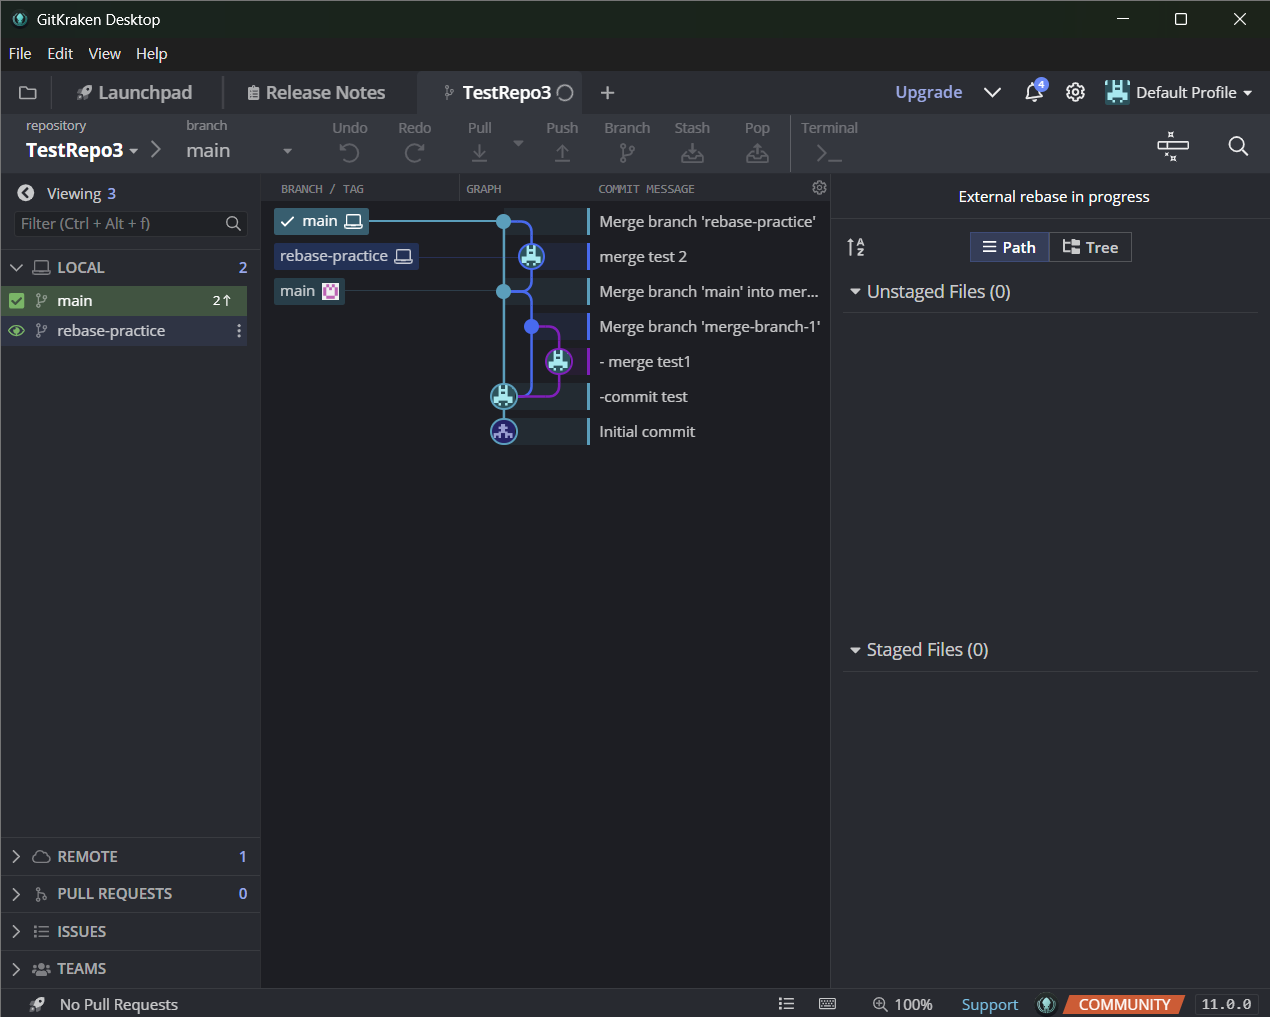 GitKraken Desktop
File Edit View Help
Launchpad Release Notes TestRepo3 Upgrade 4 Default Profile
repository branch Undo Redo Pull Push Branch Stash Pop Terminal
TestRepo3 main
Viewing 3
BRANCH / TAG GRAPH COMMIT MESSAGE
External rebase in progress
Filter (Ctrl + Alt + f)
main Merge branch 'rebase-practice'
rebase-practice merge test 2
main Merge branch 'main' into mer...
Merge branch 'merge-branch-1'
- merge test1
-commit test
Initial commit
LOCAL 2
main 2↑
rebase-practice
A Z Path Tree
Unstaged Files (0)
Staged Files (0)
REMOTE 1
PULL REQUESTS 0
ISSUES
TEAMS
No Pull Requests 100% Support COMMUNITY 11.0.0